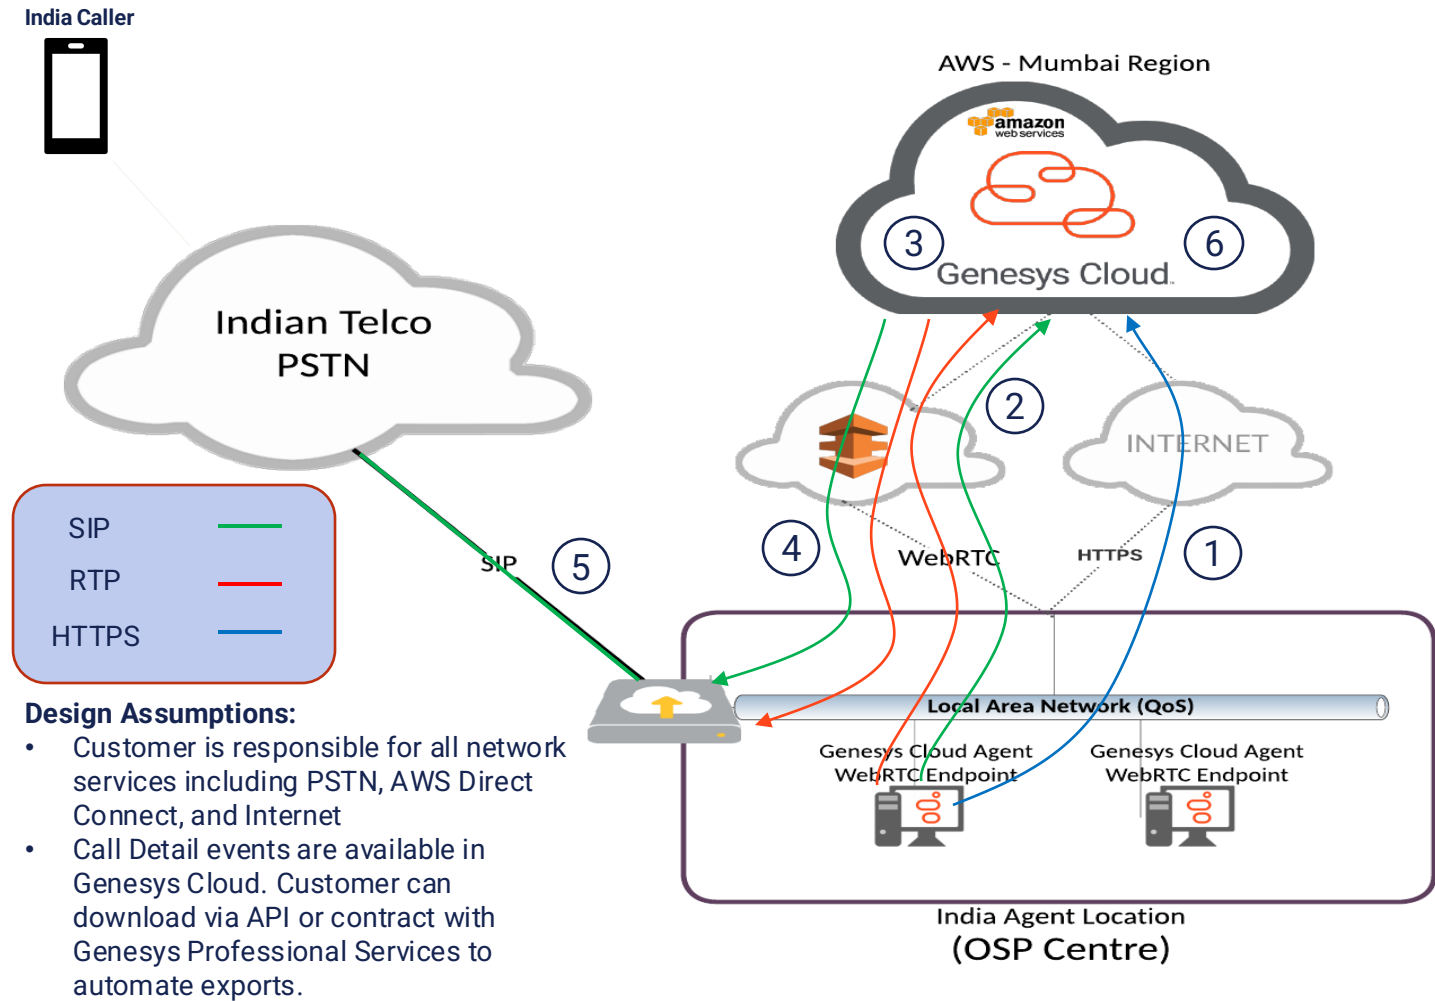 India Caller
AWS - Mumbai Region
amazon
web services
3
6
Genesys Cloud
Indian Telco
PSTN
2
INTERNET
SIP
RTP
HTTPS
SIP
5
4
WebRTC
HTTPS
1
Local Area Network (QoS)
Genesys Cloud Agent
WebRTC Endpoint
Genesys Cloud Agent
WebRTC Endpoint
Design Assumptions:
• Customer is responsible for all network
services including PSTN, AWS Direct
Connect, and Internet
• Call Detail events are available in
Genesys Cloud. Customer can
download via API or contract with
Genesys Professional Services to
automate exports.
India Agent Location
(OSP Centre)